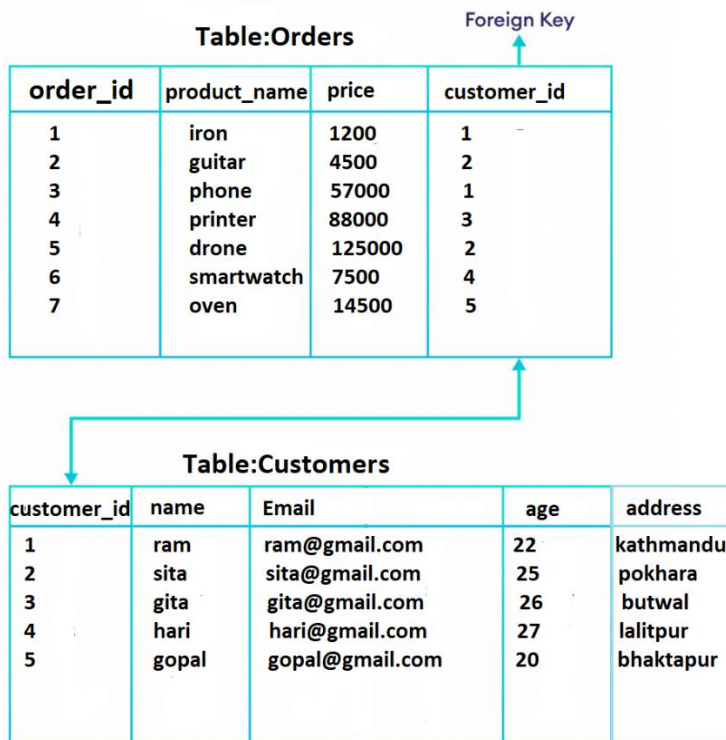 Foreign Key
Table:Orders
order_id product_name price customer_id
1 iron 1200 1
2 guitar 4500 2
3 phone 57000 1
4 printer 88000 3
5 drone 125000 2
6 smartwatch 7500 4
7 oven 14500 5
Table:Customers
customer_id name Email age address
1 ram ram@gmail.com 22 kathmandu
2 sita sita@gmail.com 25 pokhara
3 gita gita@gmail.com 26 butwal
4 hari hari@gmail.com 27 lalitpur
5 gopal gopal@gmail.com 20 bhaktapur